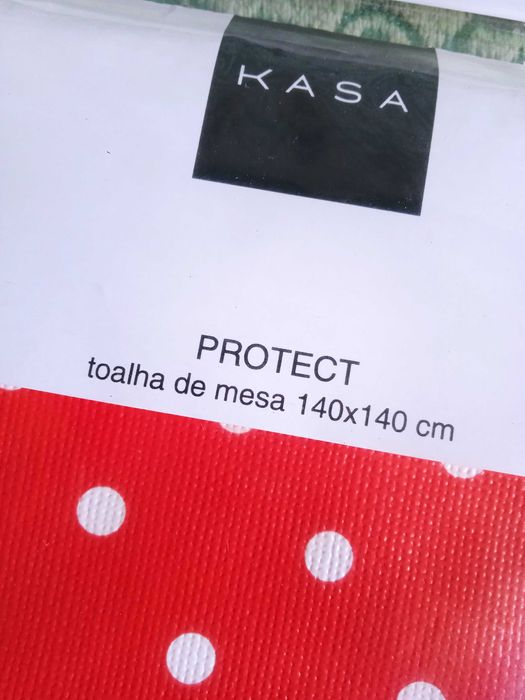 KASA
PROTECT
toalha de mesa 140x140 cm